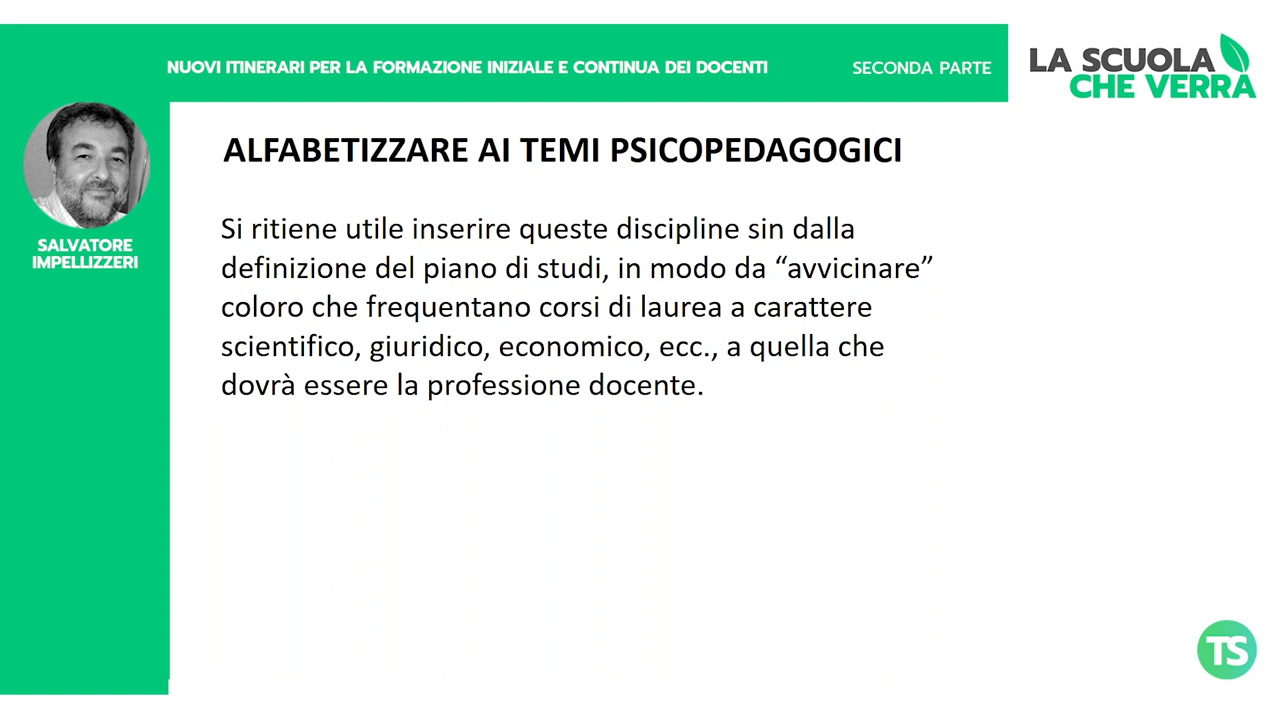 NUOVI ITINERARI PER LA FORMAZIONE INIZIALE E CONTINUA DEI DOCENTI
SECONDA PARTE
LA SCUOLA
CHE VERRÀ
SALVATORE
IMPELLIZZERI
ALFABETIZZARE AI TEMI PSICOPEDAGOGICI
Si ritiene utile inserire queste discipline sin dalla
definizione del piano di studi, in modo da “avvicinare”
coloro che frequentano corsi di laurea a carattere
scientifico, giuridico, economico, ecc., a quella che
dovrà essere la professione docente.
TS